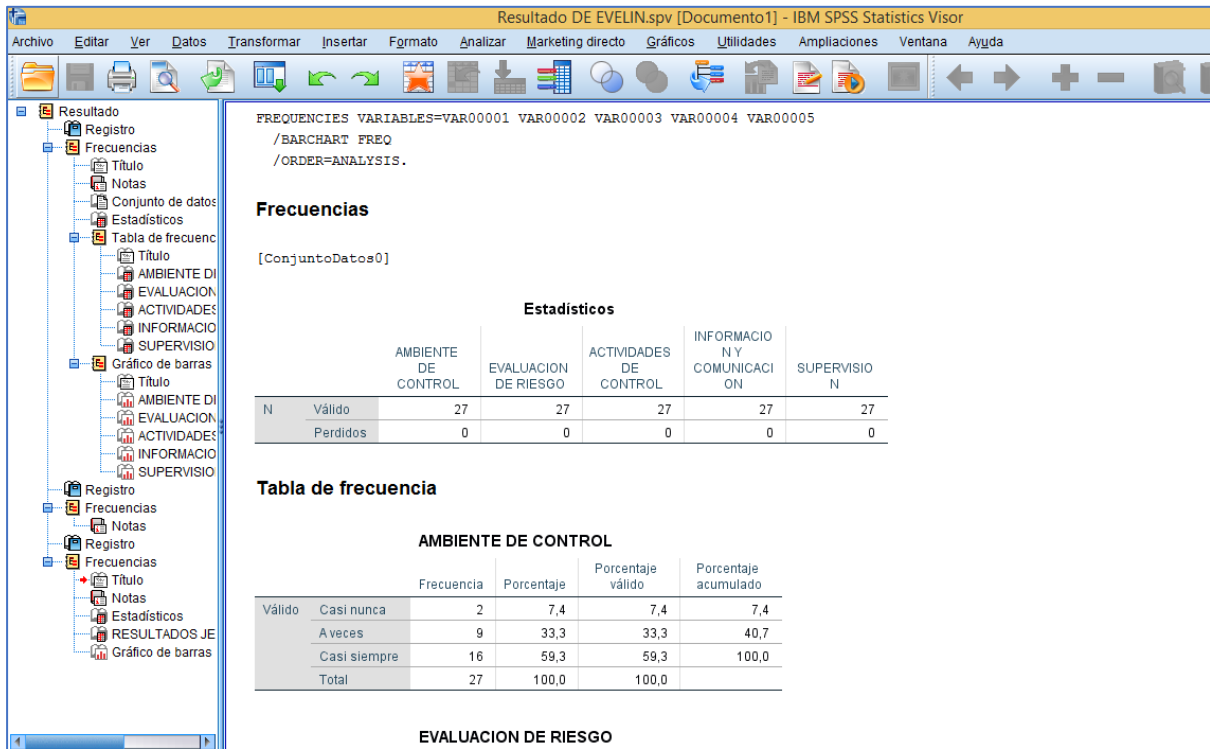 Resultado DE EVELIN.spv [Documento1] - IBM SPSS Statistics Visor
Archivo Editar Ver Datos Transformar Insertar Formato Analizar Marketing directo Gráficos Utilidades Ampliaciones Ventana Ayuda
Resultado
Registro
Frecuencias
Título
Notas
Conjunto de datos
Estadísticos
Tabla de frecuenc
Título
AMBIENTE DI
EVALUACION
ACTIVIDADES
INFORMACIO
SUPERVISIO
Gráfico de barras
Título
AMBIENTE DI
EVALUACION
ACTIVIDADES
INFORMACIO
SUPERVISIO
Registro
Frecuencias
Notas
Registro
Frecuencias
Título
Notas
Estadísticos
RESULTADOS JE
Gráfico de barras
FREQUENCIES VARIABLES=VAR00001 VAR00002 VAR00003 VAR00004 VAR00005
/BARCHART FREQ
/ORDER=ANALYSIS.
Frecuencias
[ConjuntoDatos0]
Estadísticos
AMBIENTE DE CONTROL EVALUACION DE RIESGO ACTIVIDADES DE CONTROL INFORMACIO N Y COMUNICACI ON SUPERVISIO N
N Válido 27 27 27 27 27
Perdidos 0 0 0 0 0
Tabla de frecuencia
AMBIENTE DE CONTROL
Frecuencia Porcentaje Porcentaje válido Porcentaje acumulado
Válido Casi nunca 2 7,4 7,4 7,4
A veces 9 33,3 33,3 40,7
Casi siempre 16 59,3 59,3 100,0
Total 27 100,0 100,0
EVALUACION DE RIESGO